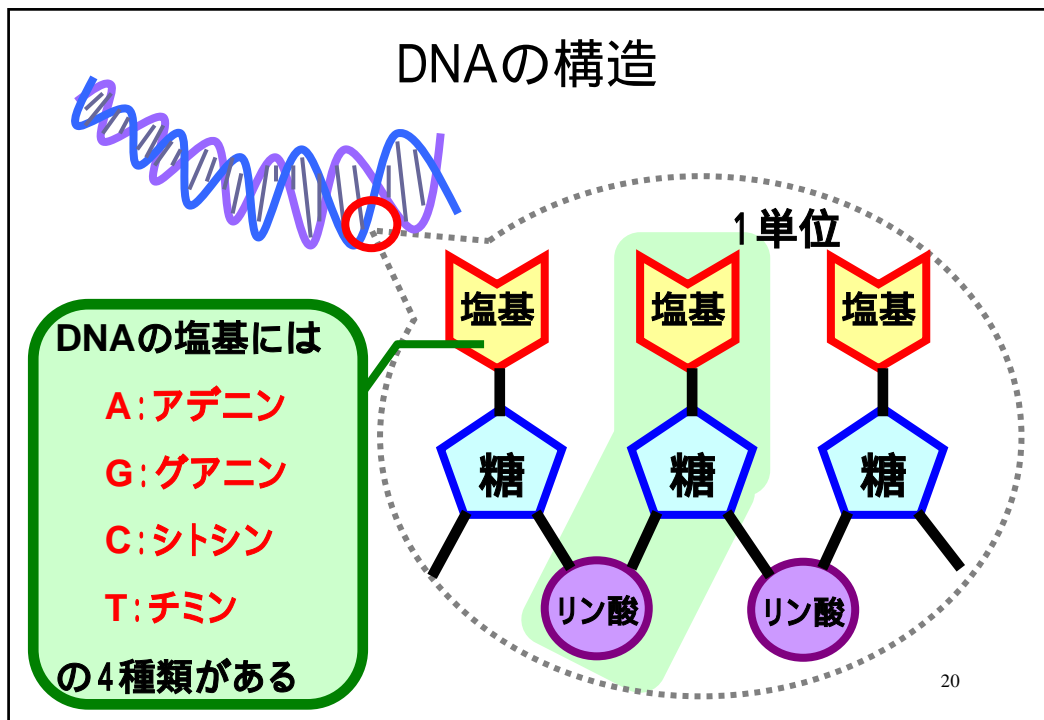 DNAの構造
1単位
塩基 塩基 塩基
糖 糖 糖
リン酸 リン酸
DNAの塩基には
A:アデニン
G:グアニン
C:シトシン
T:チミン
の4種類がある
20